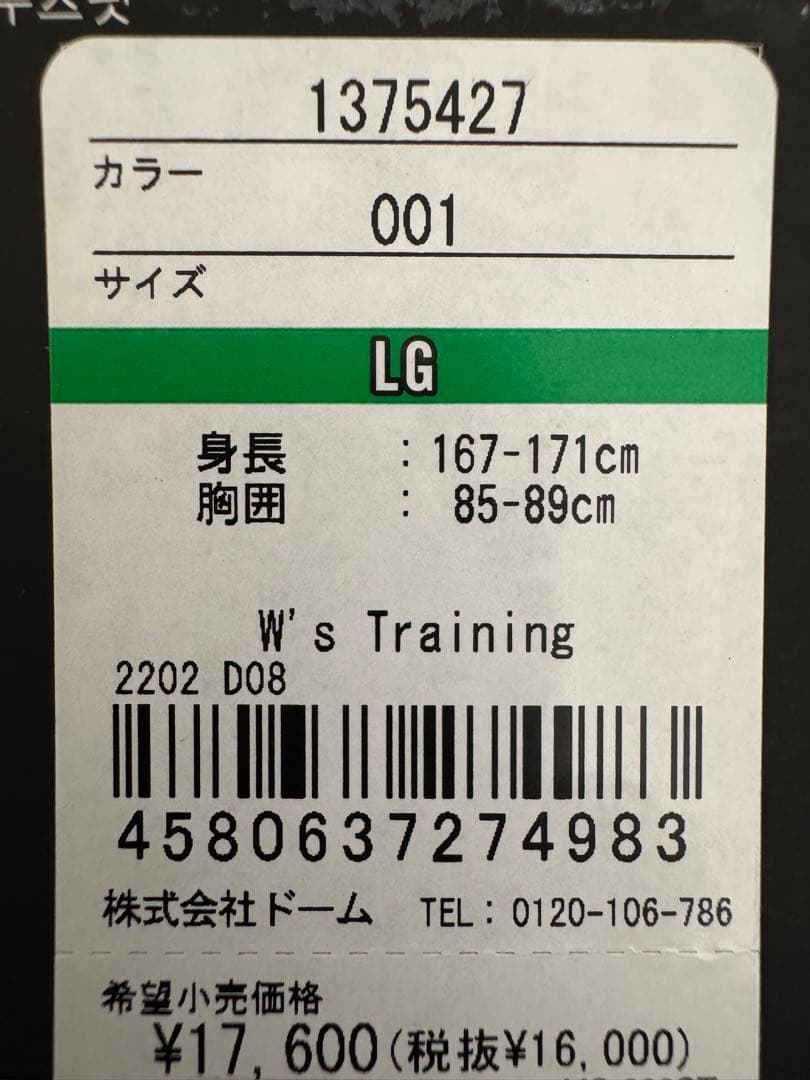 1375427
カラー
001
サイズ
LG
身長 : 167-171cm
胸囲 : 85-89cm
W's Training
2202 D08
4580637274983
株式会社ドーム TEL: 0120-106-786
希望小売価格
¥17,600(税抜¥16,000)